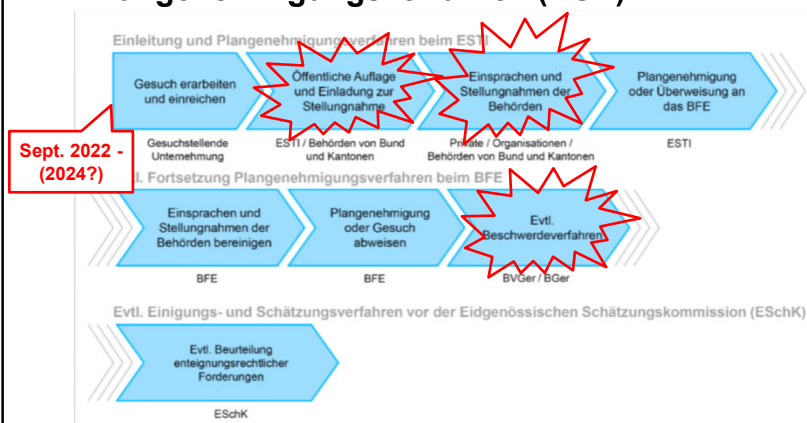 Einleitung und Plangenehmigungsverfahren beim ESTI
Gesuch erarbeiten
und einreichen
Öffentliche Auflage
und Einladung zur
Stellungnahme
Einsprachen und
Stellungnahmen der
Behörden
Plangenehmigung
oder Überweisung an
das BFE
Gesuchstellende
Unternehmung
ESTI / Behörden von Bund
und Kantonen
Private / Organisationen /
Behörden von Bund und Kantonen
ESTI
Sept. 2022 -
(2024?)
Fortsetzung Plangenehmigungsverfahren beim BFE
Einsprachen und
Stellungnahmen der
Behörden bereinigen
Plangenehmigung
oder Gesuch
abweisen
Evtl.
Beschwerdeverfahren
BFE
BFE
BVGer / BGer
Evtl. Einigungs- und Schätzungsverfahren vor der Eidgenössischen Schätzungskommission (ESchK)
Evtl. Beurteilung
enteignungsrechtlicher
Forderungen
ESchK